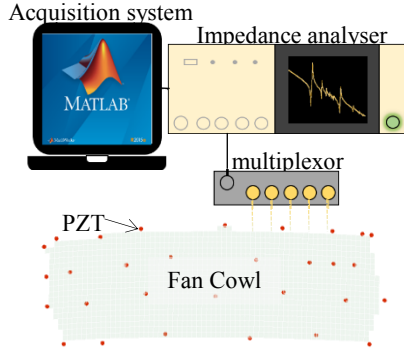 Acquisition system
Impedance analyser
MATLAB
multiplexor
PZT
Fan Cowl